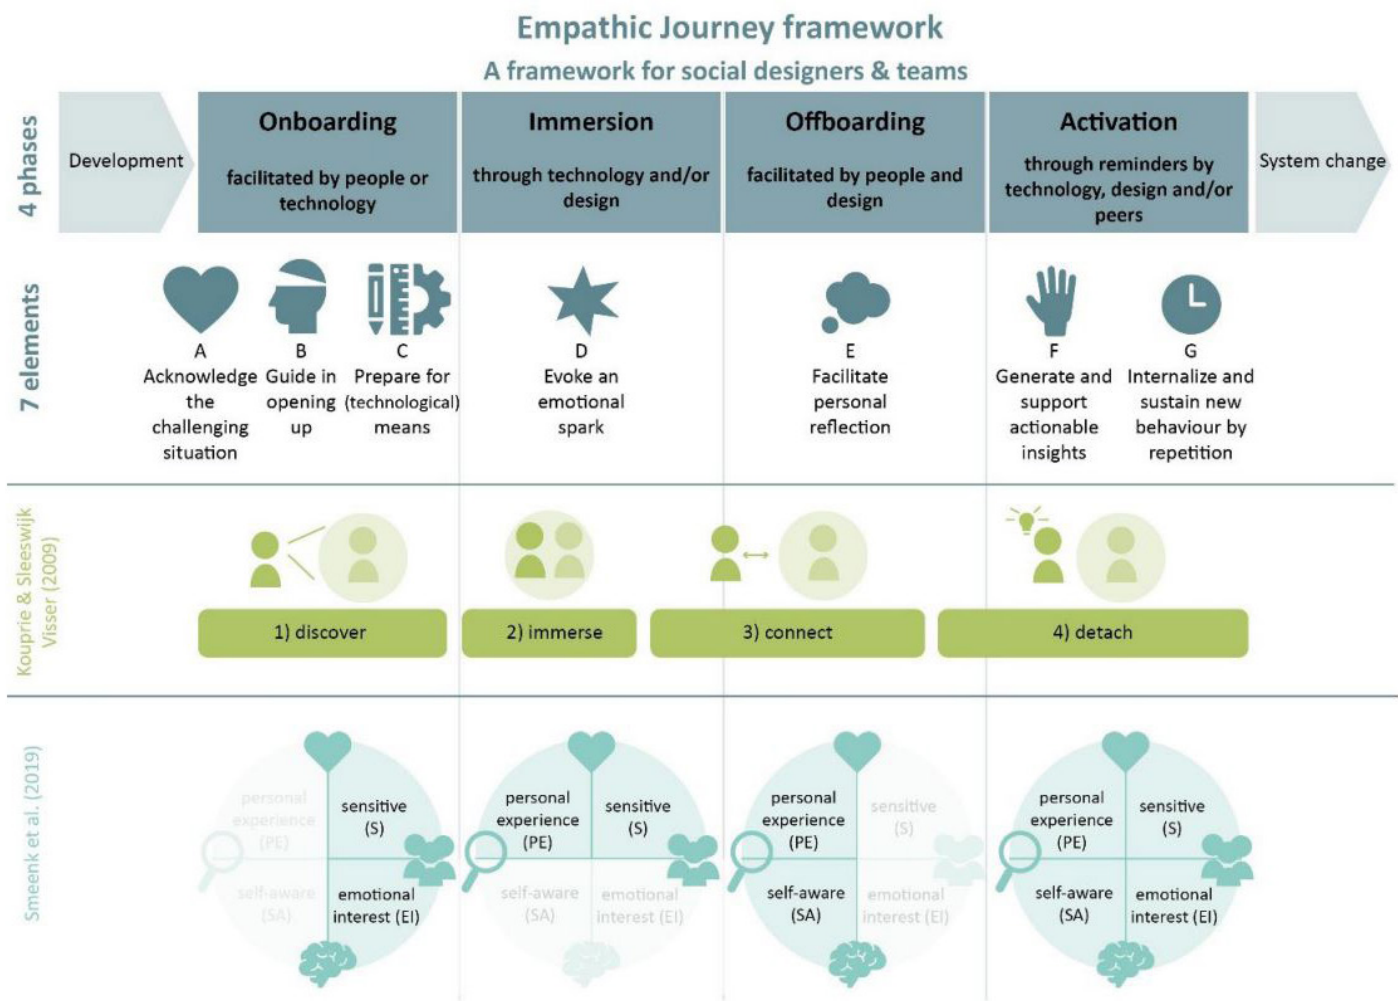 Empathic Journey framework
A framework for social designers & teams
4 phases
Development
Onboarding
facilitated by people or
technology
Immersion
through technology and/or
design
Offboarding
facilitated by people and
design
Activation
through reminders by
technology, design and/or
peers
System change
7 elements
A
Acknowledge
the
challenging
situation
B
Guide in
opening
up
C
Prepare for
(technological)
means
D
Evoke an
emotional
spark
E
Facilitate
personal
reflection
F
Generate and
support
actionable
insights
G
Internalize and
sustain new
behaviour by
repetition
Kouprie & Sleeswijk
Visser (2009)
1) discover
2) immerse
3) connect
4) detach
Smeenk et al. (2019)
personal
experience
(PE)
sensitive
(S)
self-aware
(SA)
emotional
interest (EI)
personal
experience
(PE)
sensitive
(S)
self-aware
(SA)
emotional
interest (EI)
personal
experience
(PE)
sensitive
(S)
self-aware
(SA)
emotional
interest (EI)
personal
experience
(PE)
sensitive
(S)
self-aware
(SA)
emotional
interest (EI)